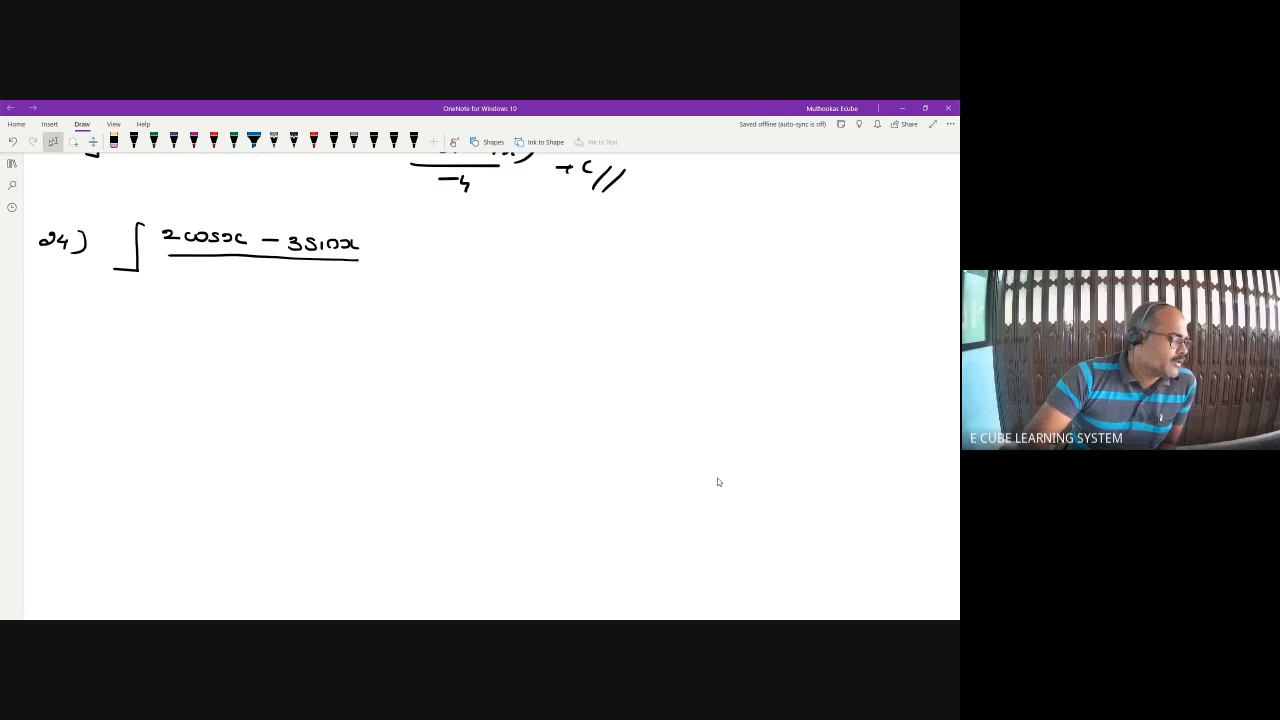 OneNote for Windows 10
Muthookas Ecube
Home Insert Draw View Help
Saved offline (auto-sync is off) Share
Shapes Ink to Shape Ink to Text
-4 + c //
24) ∫ 2cosx - 3sinx
E CUBE LEARNING SYSTEM